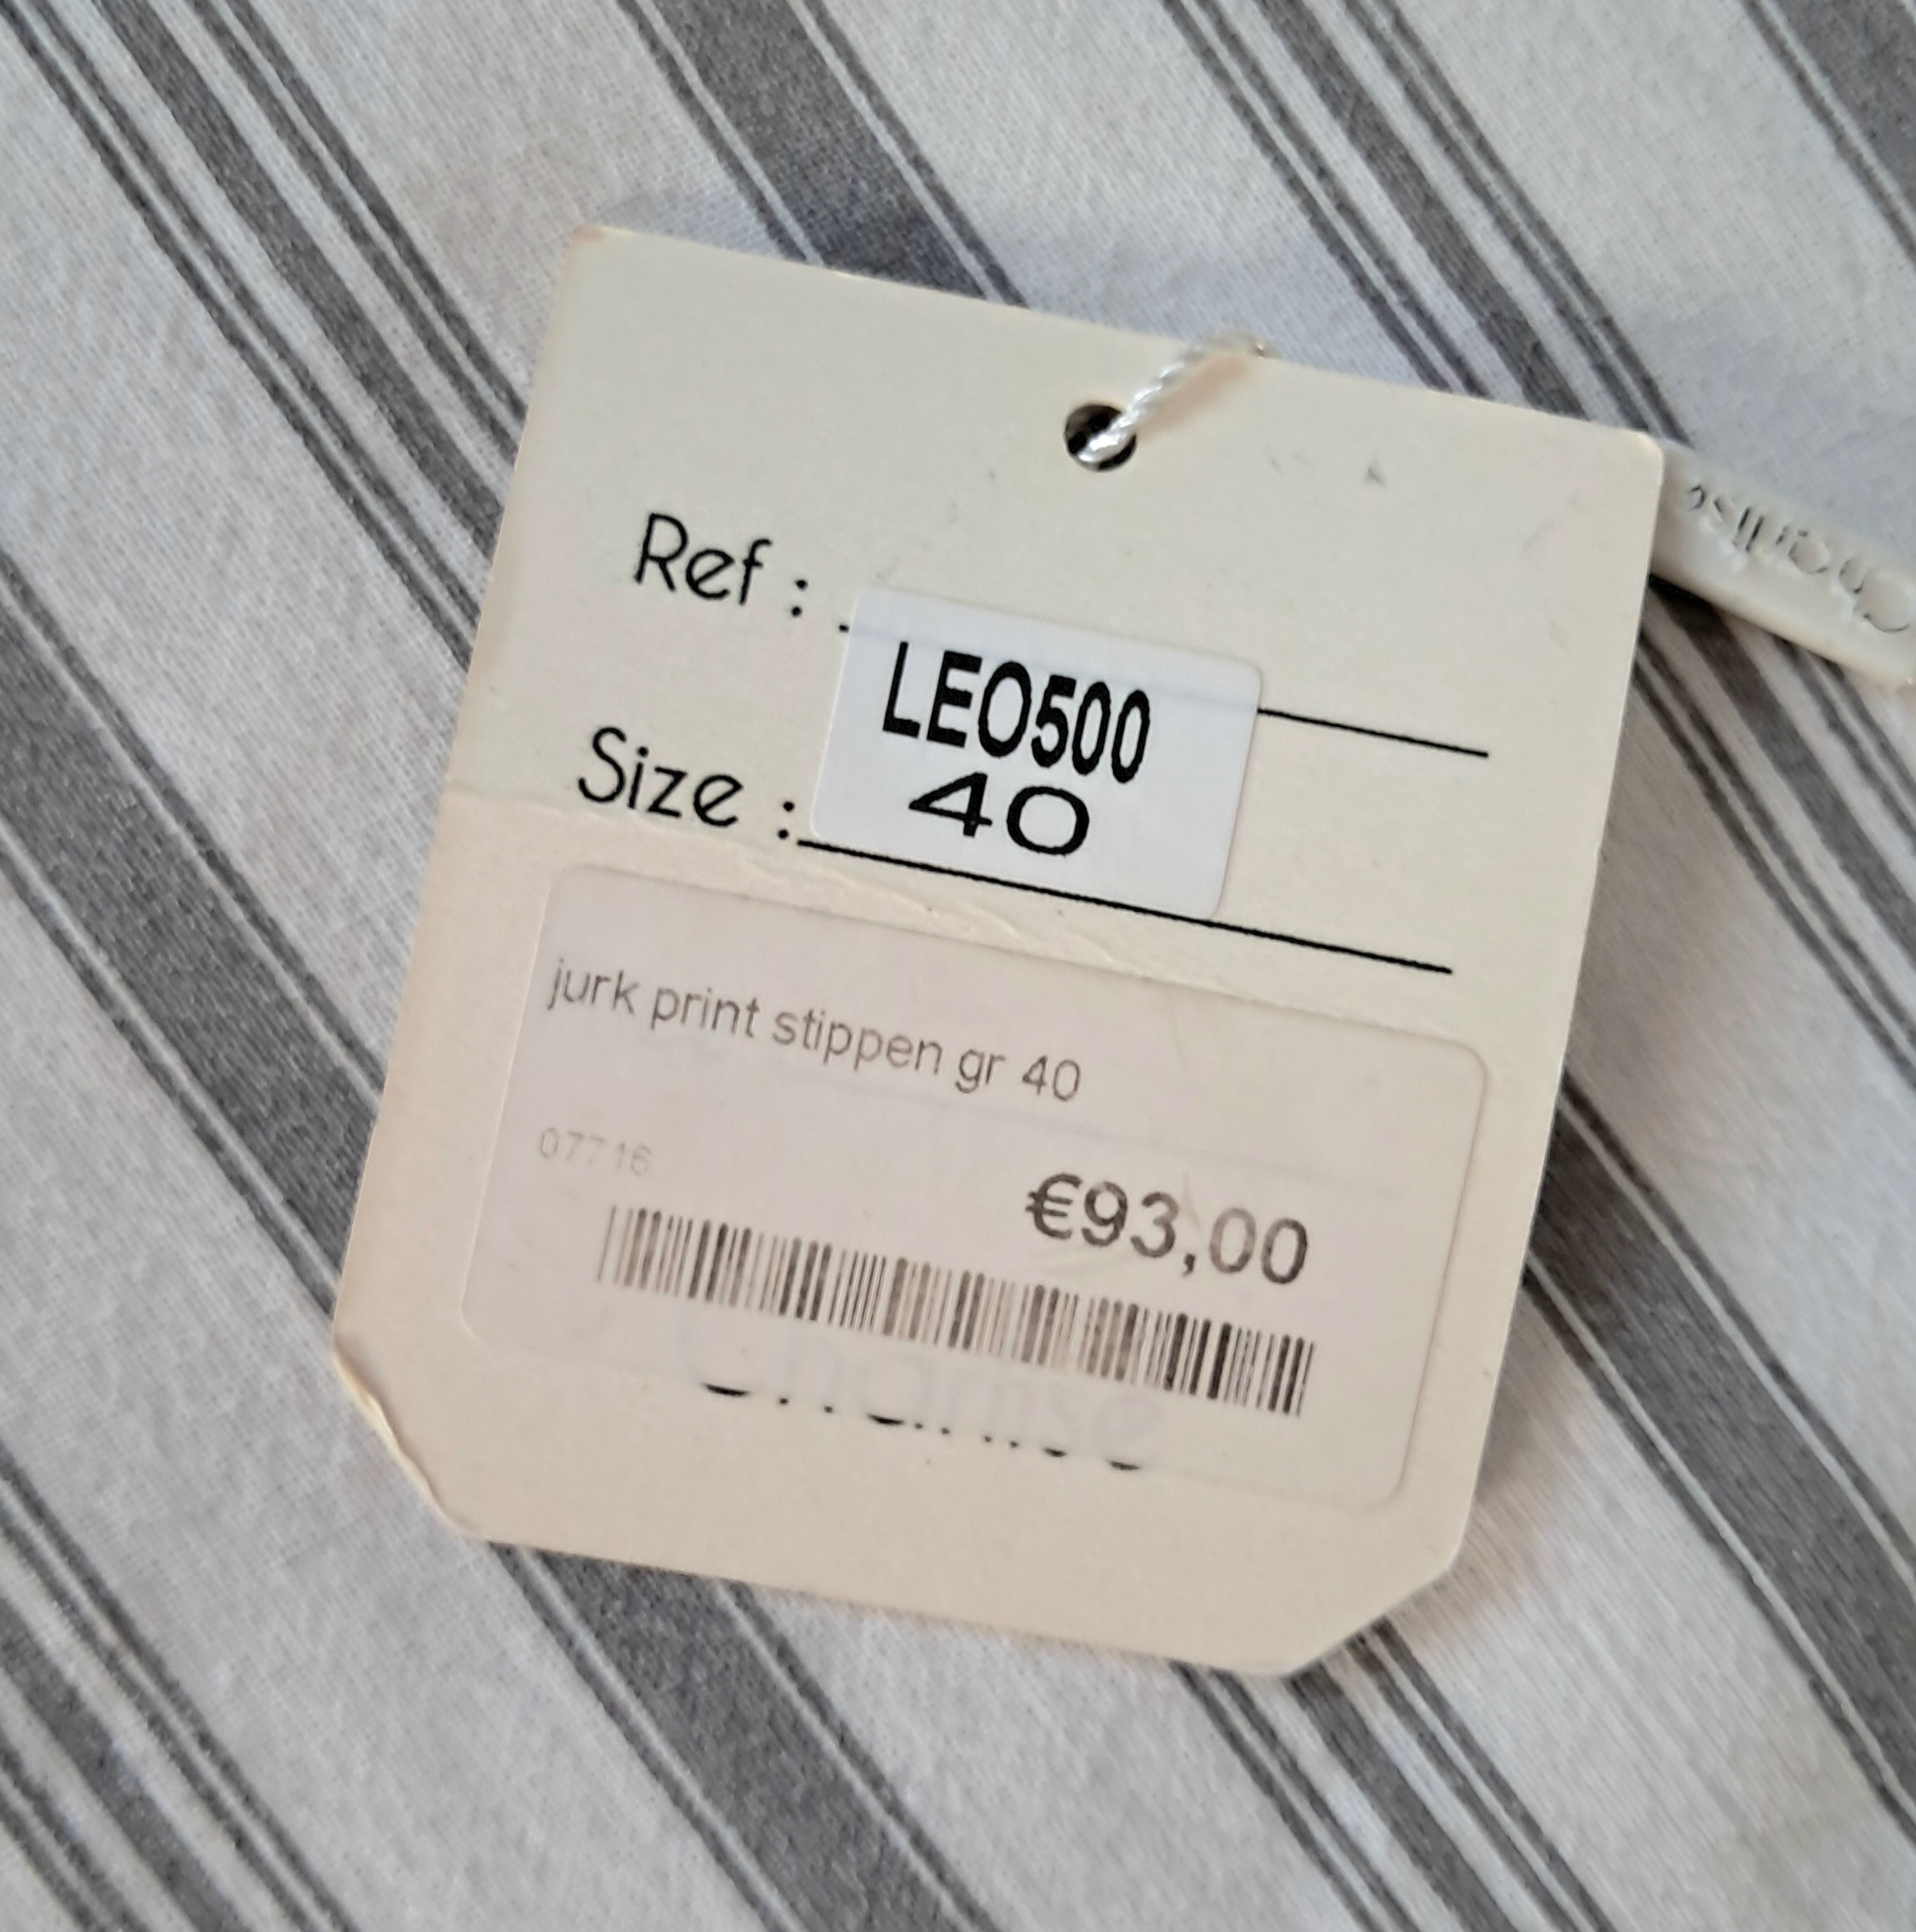 Ref :
LEO500
Size :
40
jurk print stippen gr 40
07716
€93,00